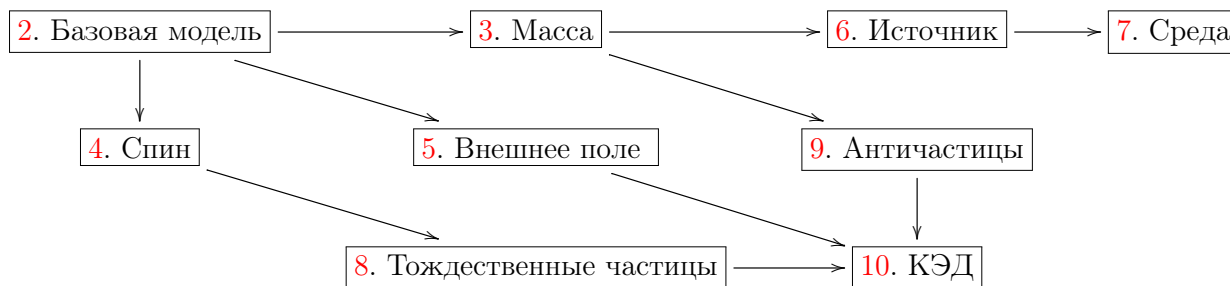 2. Базовая модель
3. Масса
6. Источник
7. Среда
4. Спин
5. Внешнее поле
9. Античастицы
8. Тождественные частицы
10. КЭД